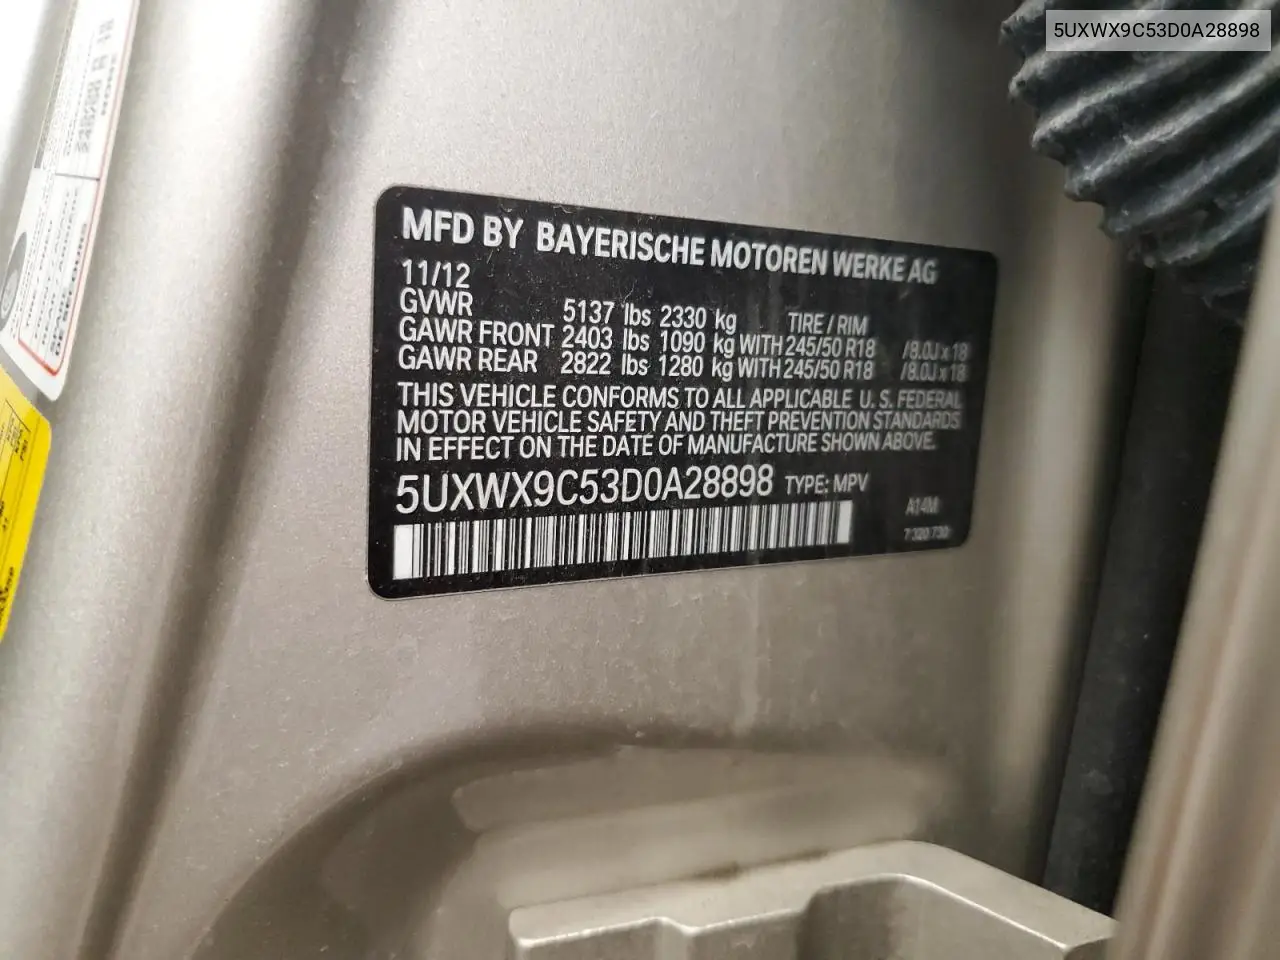 5UXWX9C53D0A28898
MFD BY BAYERISCHE MOTOREN WERKE AG
11/12
GVWR 5137 lbs 2330 kg TIRE / RIM
GAWR FRONT 2403 lbs 1090 kg WITH 245/50 R18 /8.0J x 18
GAWR REAR 2822 lbs 1280 kg WITH 245/50 R18 /8.0J x 18
THIS VEHICLE CONFORMS TO ALL APPLICABLE U. S. FEDERAL
MOTOR VEHICLE SAFETY AND THEFT PREVENTION STANDARDS
IN EFFECT ON THE DATE OF MANUFACTURE SHOWN ABOVE.
5UXWX9C53D0A28898 TYPE: MPV
A14M